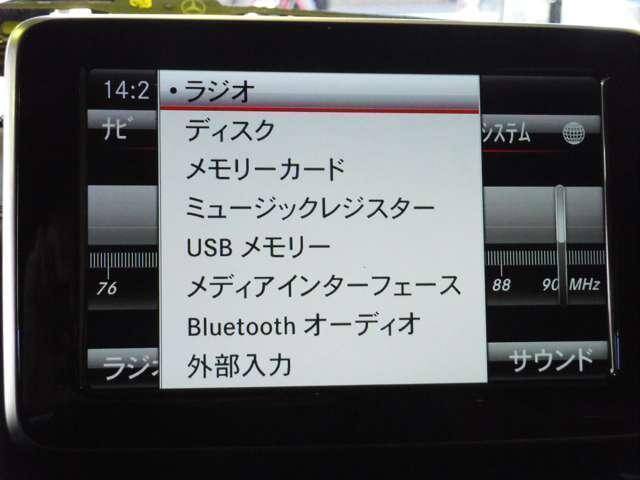 14:2
ナビ
システム
・ラジオ
ディスク
メモリーカード
ミュージックレジスター
USB メモリー
メディアインターフェース
Bluetooth オーディオ
外部入力
76
88
90
MHz
ラジオ
サウンド